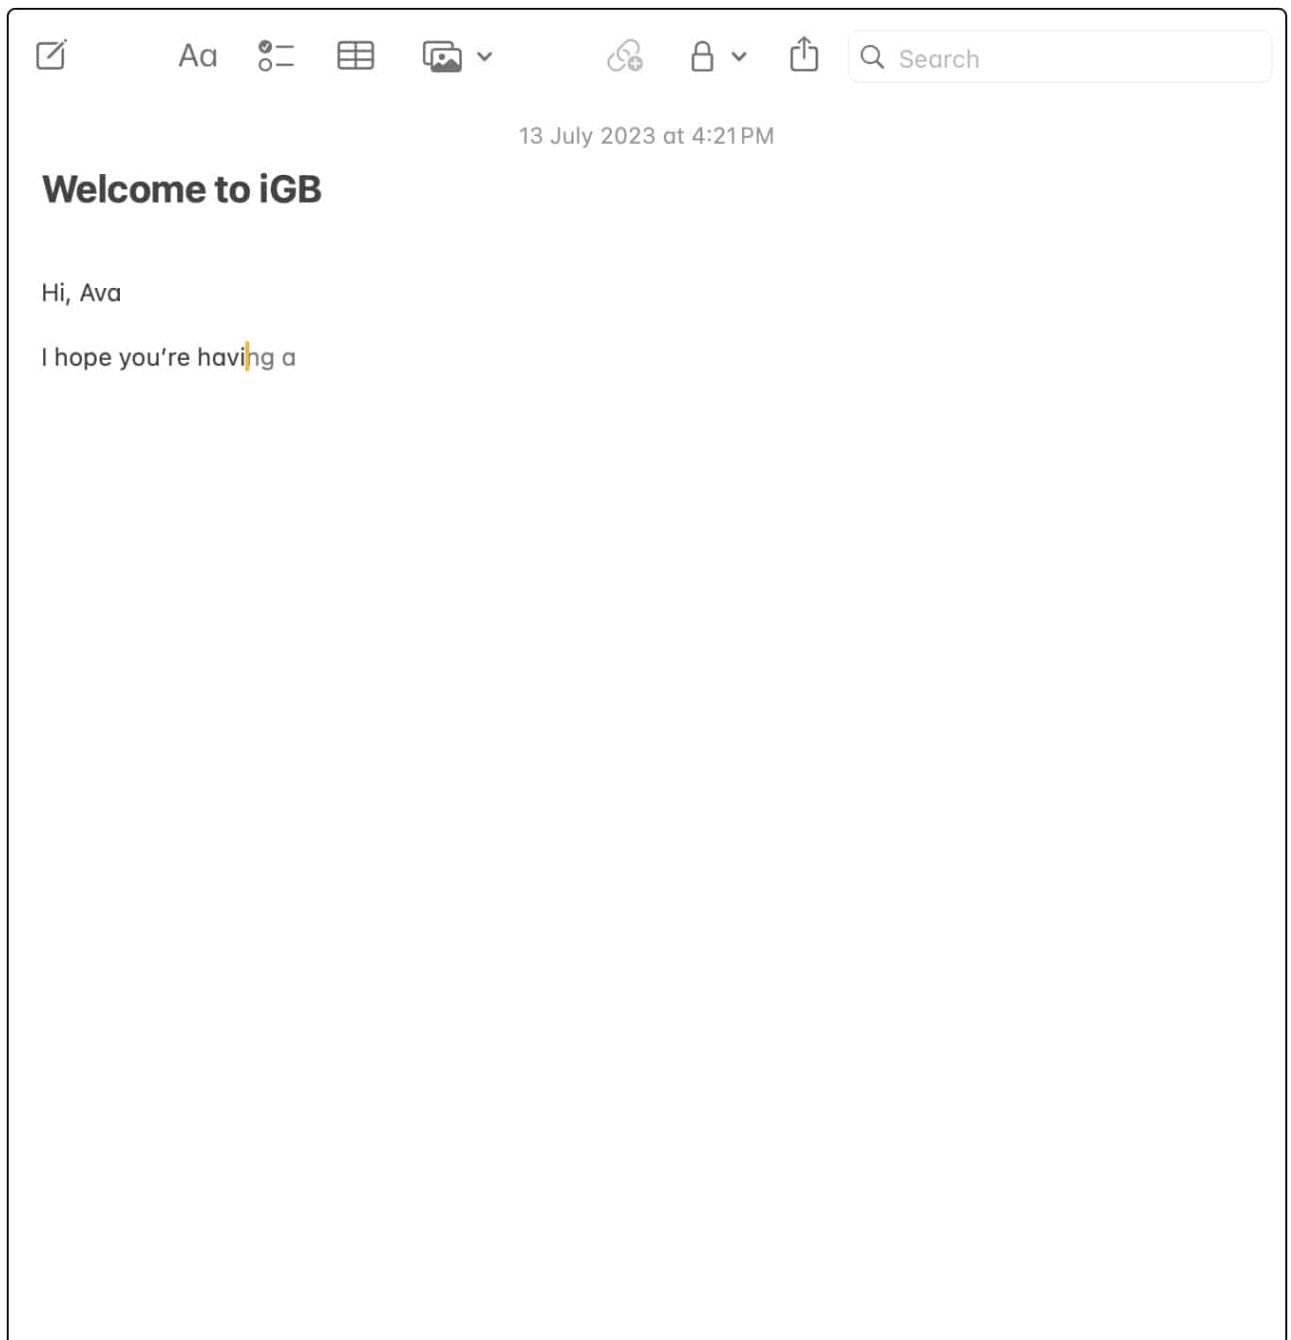 Aa
Search
13 July 2023 at 4:21 PM
Welcome to iGB
Hi, Ava
I hope you’re having a